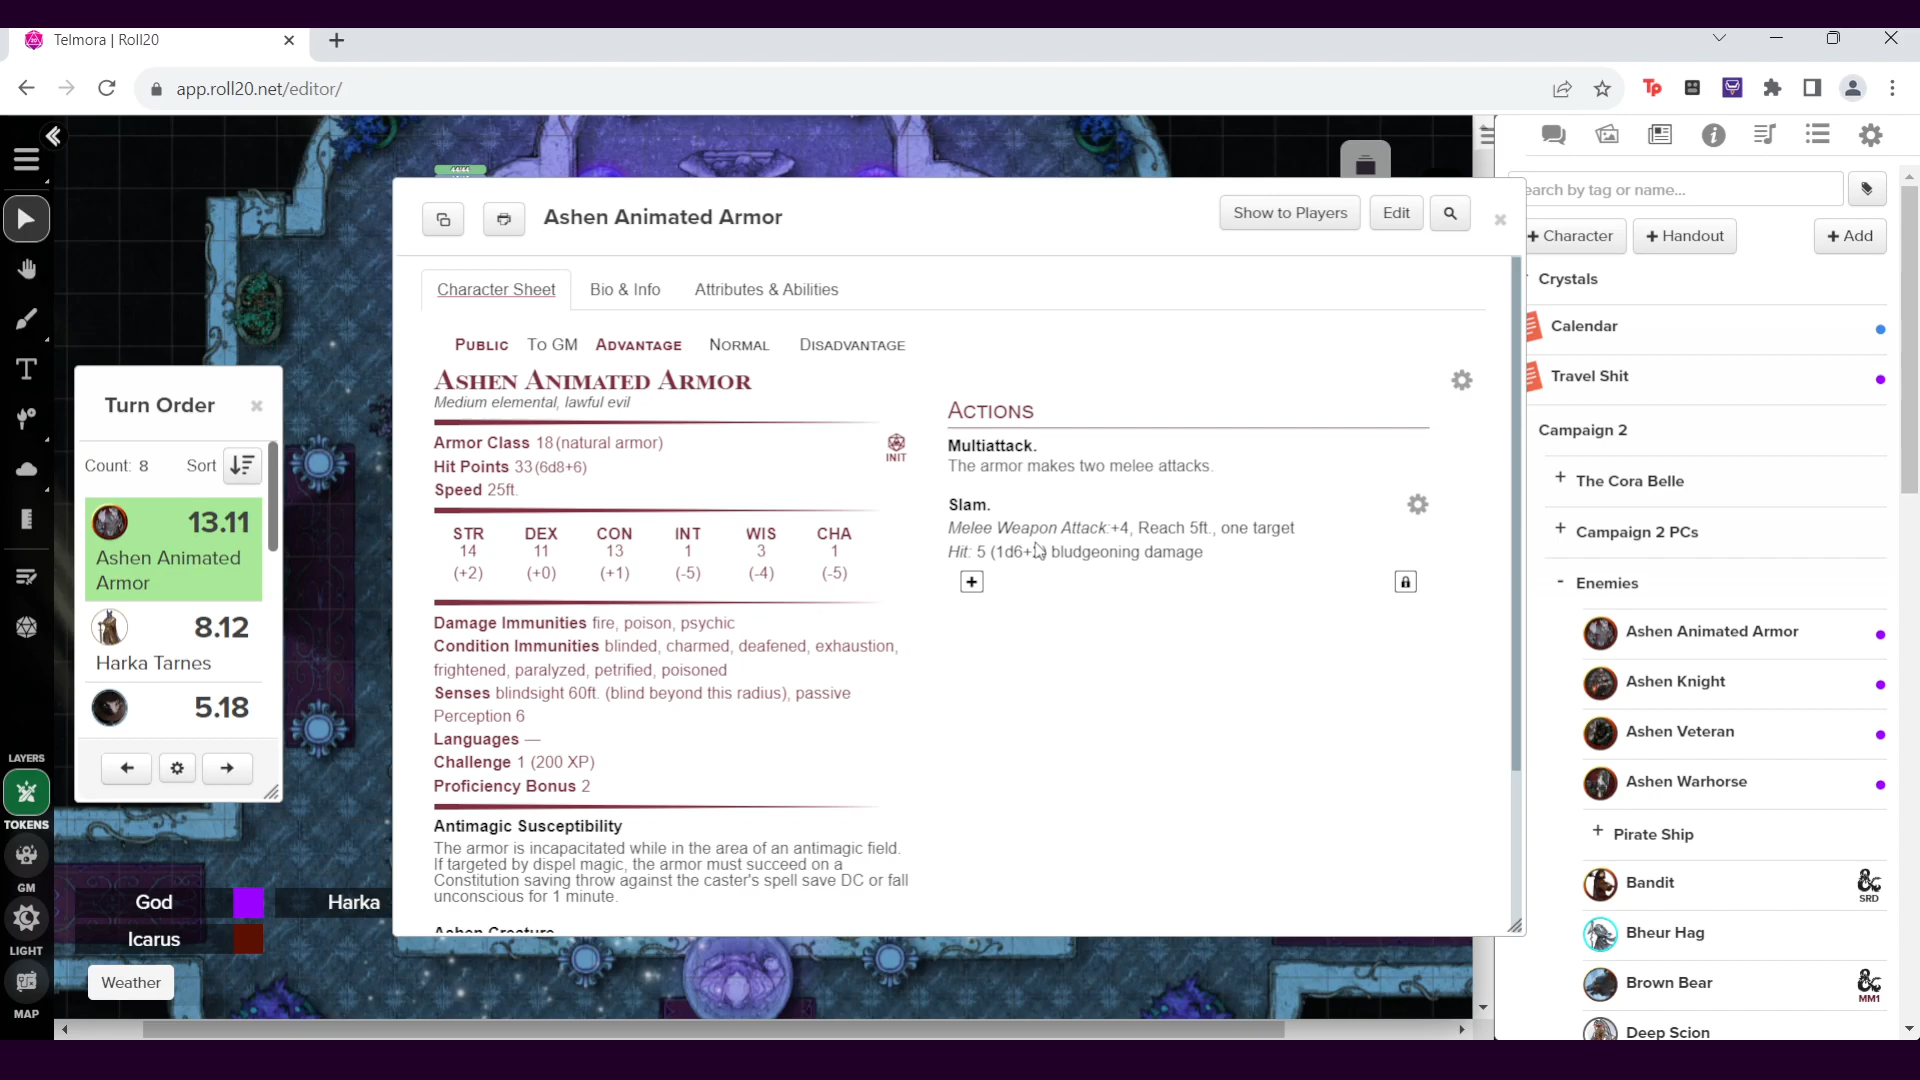 Telmora | Roll20
app.roll20.net/editor/
Tp
44/44
Ashen Animated Armor
Show to Players
Edit
Character Sheet
Bio & Info
Attributes & Abilities
PUBLIC
TO GM
ADVANTAGE
NORMAL
DISADVANTAGE
ASHEN ANIMATED ARMOR
Medium elemental, lawful evil
Armor Class 18 (natural armor)
INIT
Hit Points 33 (6d8+6)
Speed 25ft.
STR DEX CON INT WIS CHA
14 11 13 1 3 1
(+2) (+0) (+1) (-5) (-4) (-5)
Damage Immunities fire, poison, psychic
Condition Immunities blinded, charmed, deafened, exhaustion,
frightened, paralyzed, petrified, poisoned
Senses blindsight 60ft. (blind beyond this radius), passive
Perception 6
Languages —
Challenge 1 (200 XP)
Proficiency Bonus 2
Antimagic Susceptibility
The armor is incapacitated while in the area of an antimagic field.
If targeted by dispel magic, the armor must succeed on a
Constitution saving throw against the caster's spell save DC or fall
unconscious for 1 minute.
Ashen Creature
ACTIONS
Multiattack.
The armor makes two melee attacks.
Slam.
Melee Weapon Attack:+4, Reach 5ft., one target
Hit: 5 (1d6+ bludgeoning damage
Turn Order
Count: 8
Sort
13.11
Ashen Animated
Armor
8.12
Harka Tarnes
5.18
LAYERS
TOKENS
GM
LIGHT
MAP
God
Harka
Icarus
Weather
earch by tag or name...
+ Character
+ Handout
+ Add
Crystals
Calendar
Travel Shit
Campaign 2
+ The Cora Belle
+ Campaign 2 PCs
- Enemies
Ashen Animated Armor
Ashen Knight
Ashen Veteran
Ashen Warhorse
+ Pirate Ship
Bandit
SRD
Bheur Hag
Brown Bear
MM1
Deep Scion